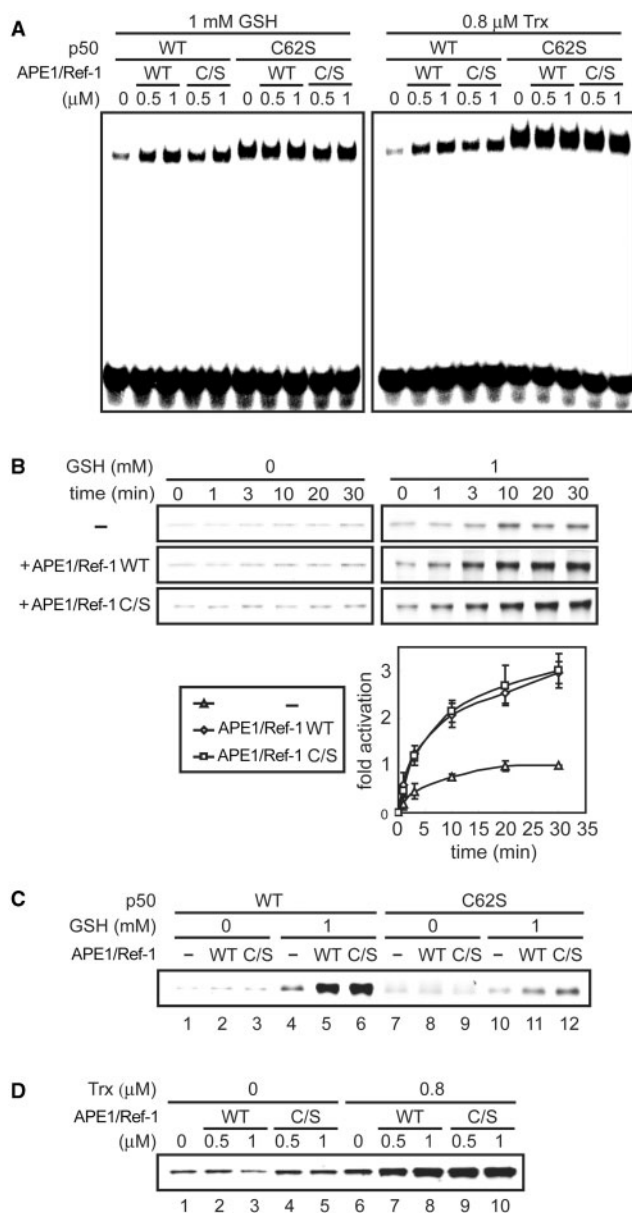 A
1 mM GSH 0.8 μM Trx
p50 WT C62S WT C62S
APE1/Ref-1 WT C/S WT C/S WT C/S WT C/S
(μM) 0 0.5 1 0.5 1 0 0.5 1 0.5 1 0 0.5 1 0.5 1 0 0.5 1 0.5 1
B
GSH (mM) 0 1
time (min) 0 1 3 10 20 30 0 1 3 10 20 30
–
+APE1/Ref-1 WT
+APE1/Ref-1 C/S
–
APE1/Ref-1 WT
APE1/Ref-1 C/S
fold activation
3
2
1
0
0 5 10 15 20 25 30 35
time (min)
C
p50 WT C62S
GSH (mM) 0 1 0 1
APE1/Ref-1 – WT C/S – WT C/S – WT C/S – WT C/S
1 2 3 4 5 6 7 8 9 10 11 12
D
Trx (μM) 0 0.8
APE1/Ref-1 WT C/S WT C/S
(μM) 0 0.5 1 0.5 1 0 0.5 1 0.5 1
1 2 3 4 5 6 7 8 9 10